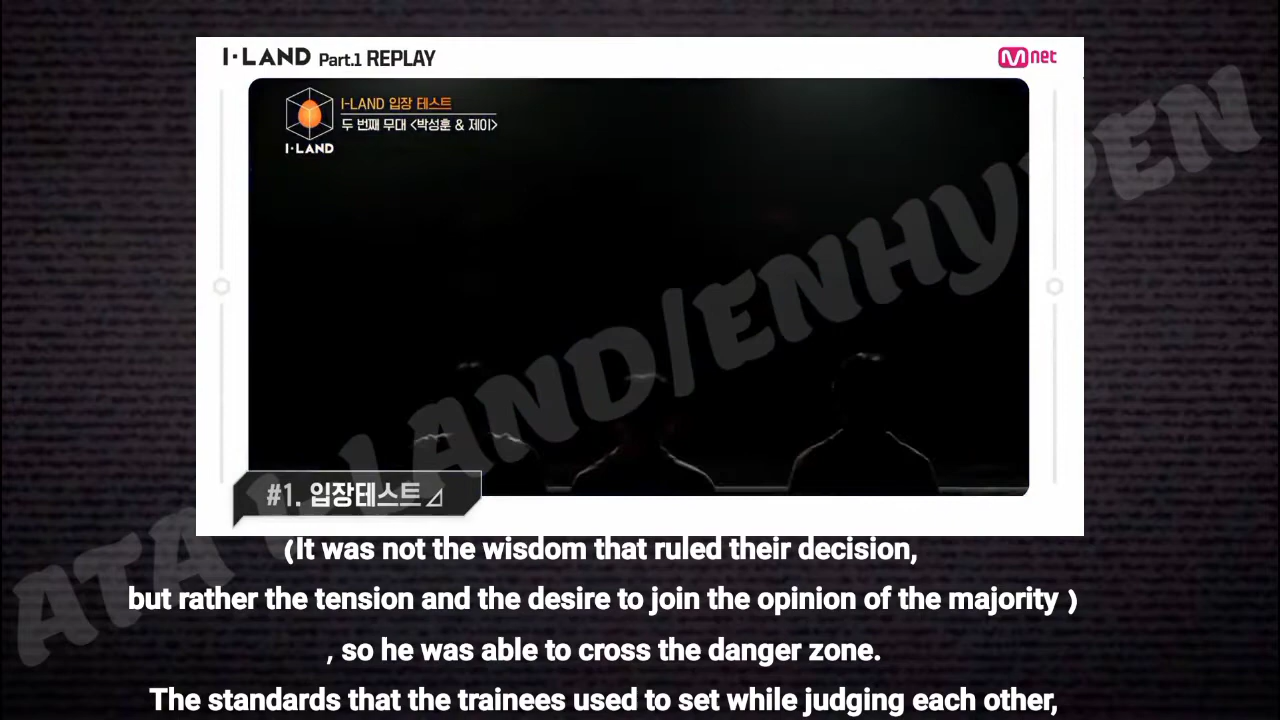 I·LAND Part.1 REPLAY
Mnet
I-LAND 입장 테스트
두 번째 무대 <박성훈 & 제이>
I·LAND
#1. 입장테스트
(It was not the wisdom that ruled their decision,
but rather the tension and the desire to join the opinion of the majority )
, so he was able to cross the danger zone.
The standards that the trainees used to set while judging each other,